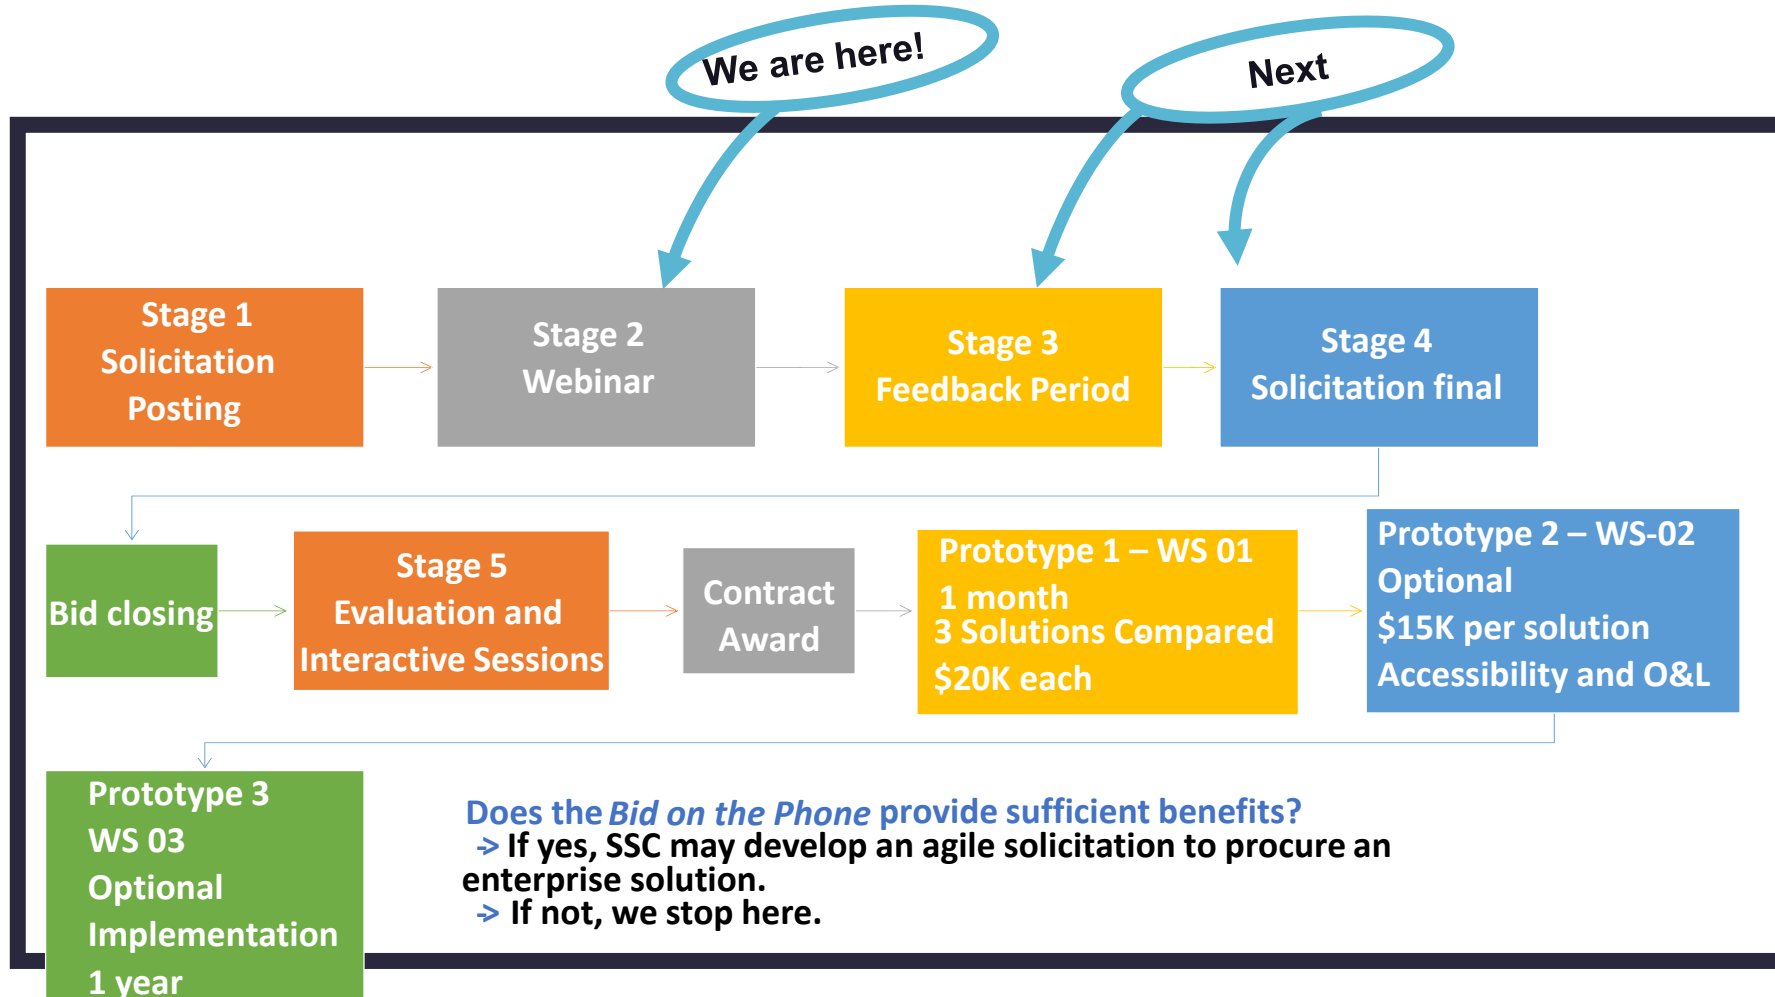 We are here!
Next
Stage 1
Solicitation
Posting
Stage 2
Webinar
Stage 3
Feedback Period
Stage 4
Solicitation final
Bid closing
Stage 5
Evaluation and
Interactive Sessions
Contract
Award
Prototype 1 – WS 01
1 month
3 Solutions Compared
$20K each
Prototype 2 – WS-02
Optional
$15K per solution
Accessibility and O&L
Prototype 3
WS 03
Optional
Implementation
1 year
Does the Bid on the Phone provide sufficient benefits?
-> If yes, SSC may develop an agile solicitation to procure an
enterprise solution.
-> If not, we stop here.